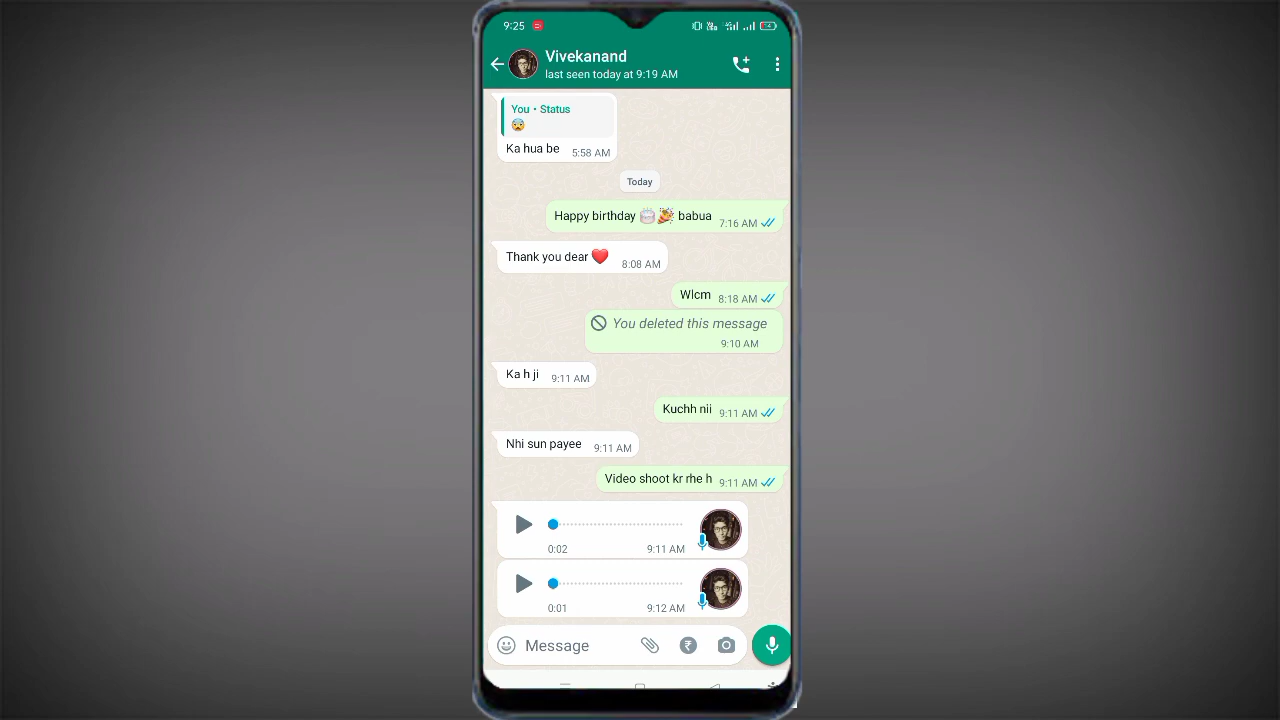 9:25
Vivekanand
last seen today at 9:19 AM
You • Status
😨
Ka hua be 5:58 AM
Today
Happy birthday 🎂🎉 babua 7:16 AM
Thank you dear ❤️ 8:08 AM
Wlcm 8:18 AM
You deleted this message
9:10 AM
Ka h ji 9:11 AM
Kuchh nii 9:11 AM
Nhi sun payee 9:11 AM
Video shoot kr rhe h 9:11 AM
0:02 9:11 AM
0:01 9:12 AM
Message ₹